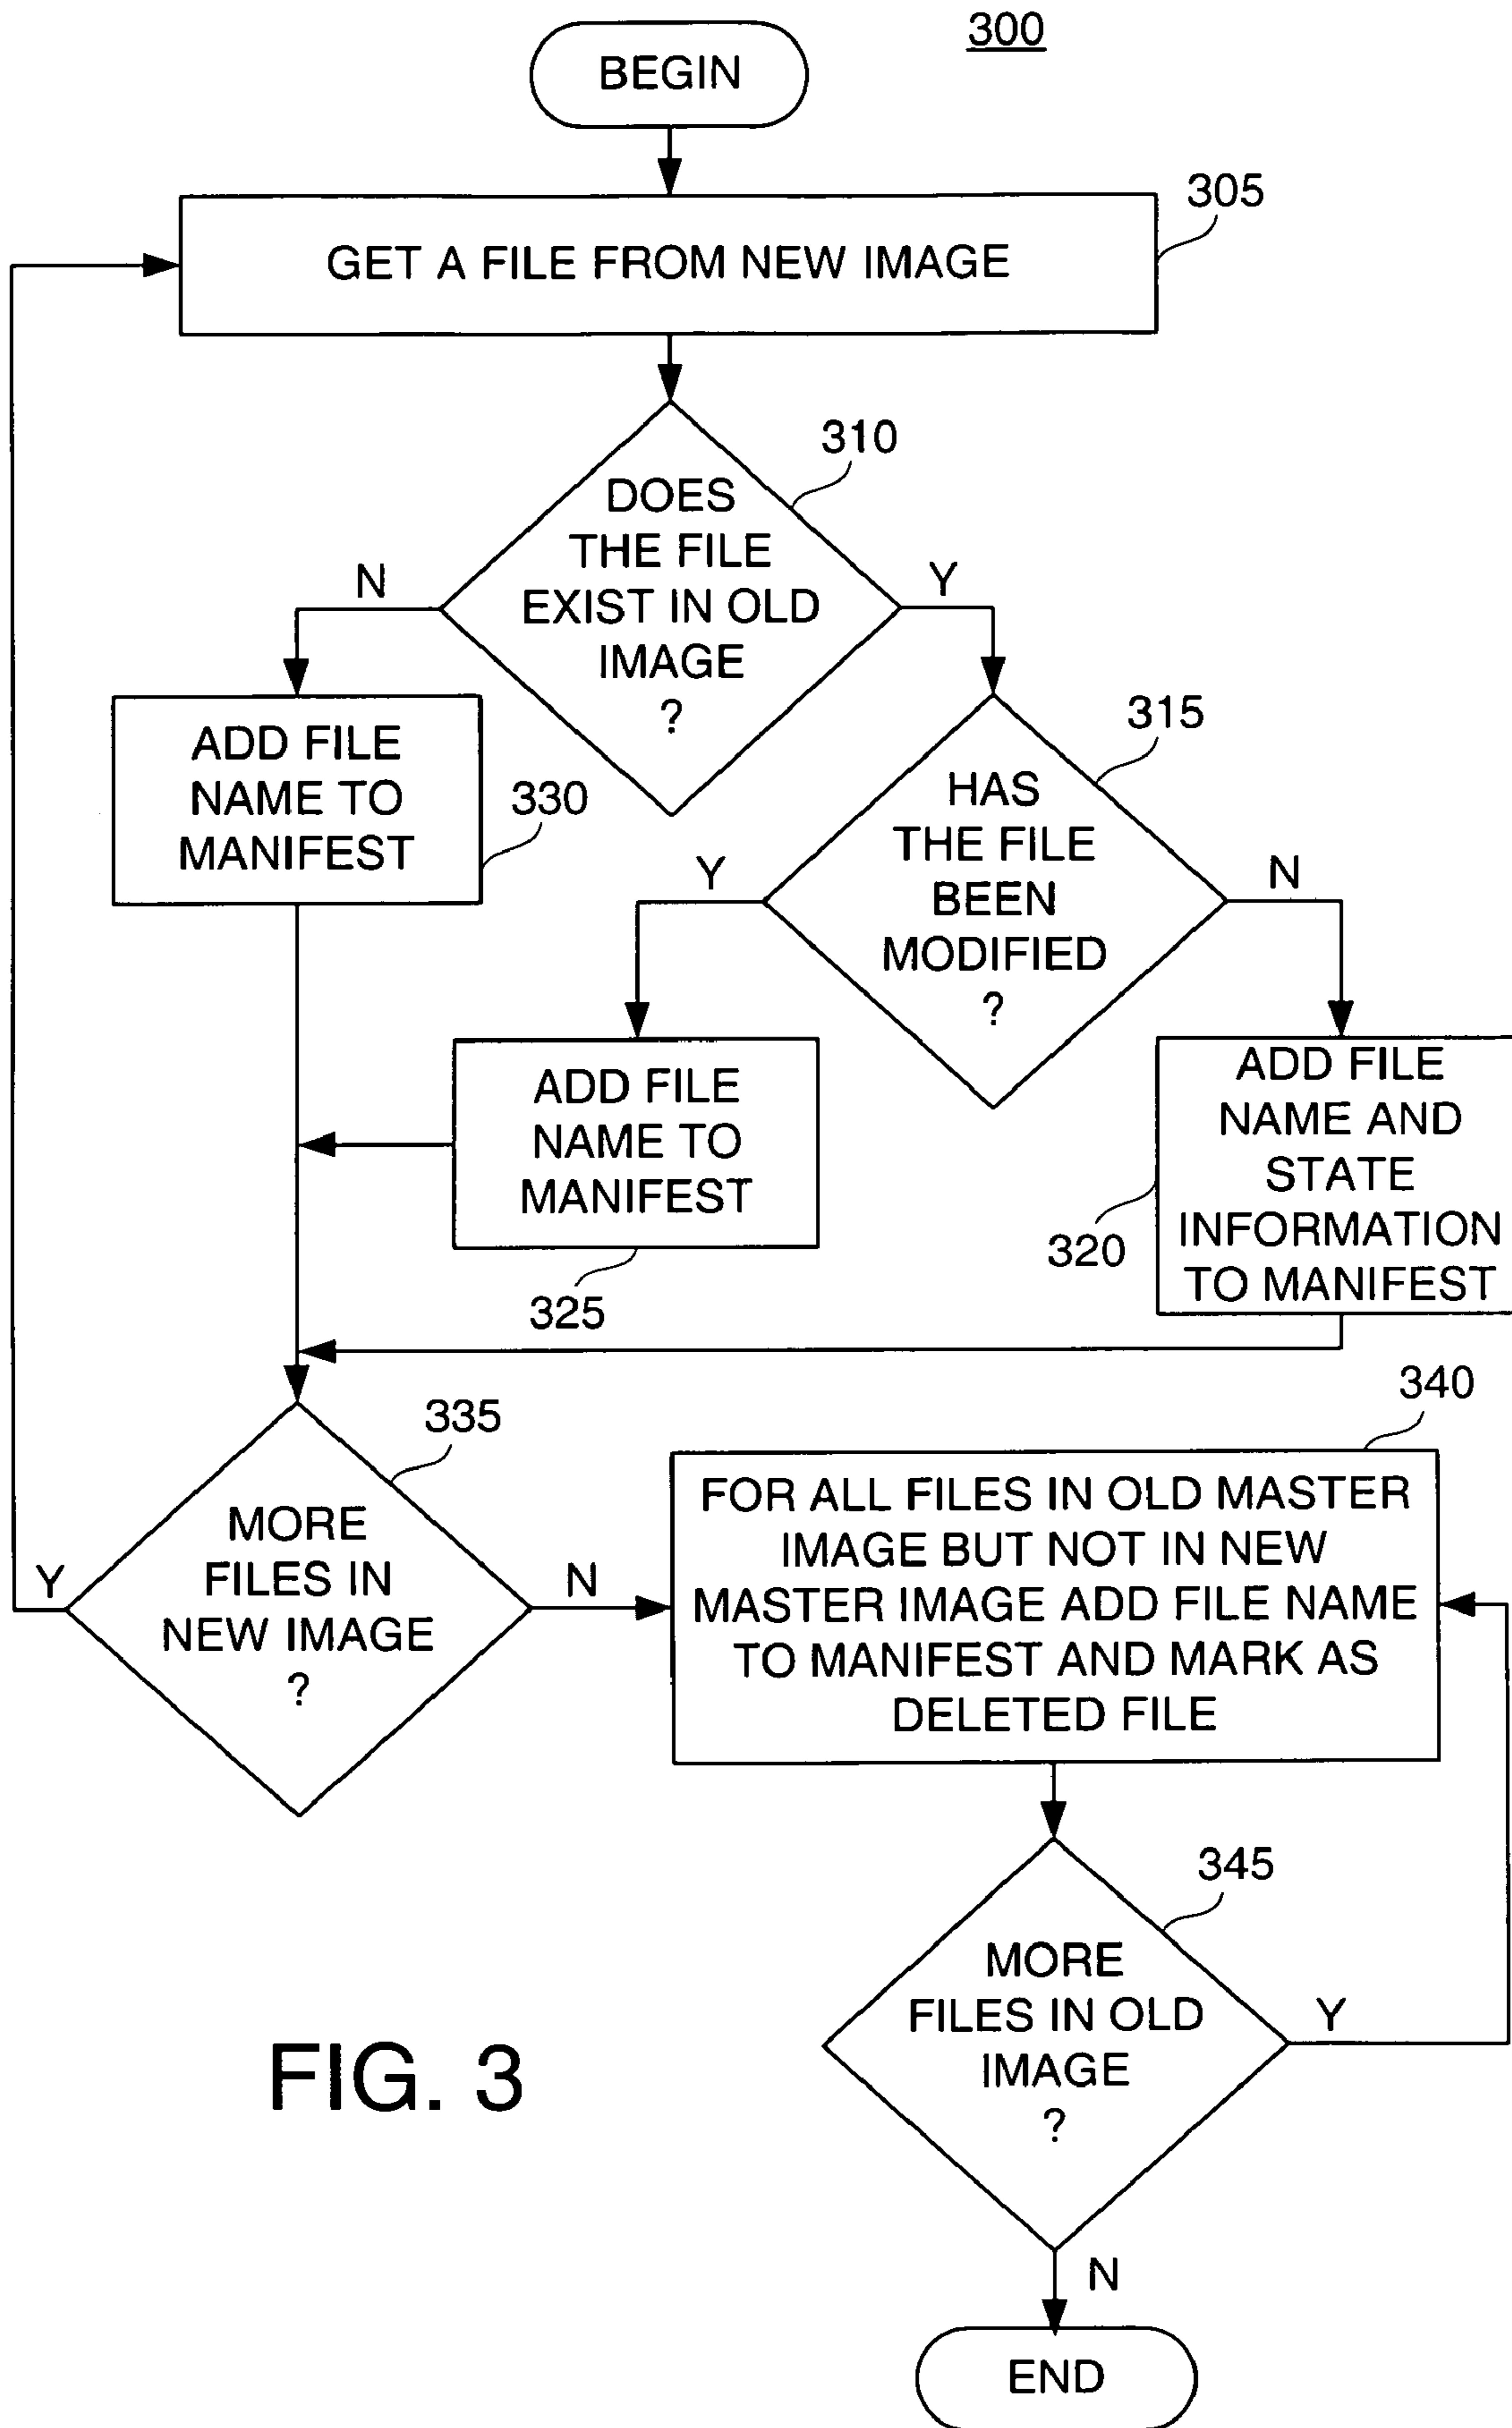 300
BEGIN
305
GET A FILE FROM NEW IMAGE
310
DOES
THE FILE
EXIST IN OLD
IMAGE
?
N
Y
ADD FILE
NAME TO
MANIFEST
330
315
HAS
THE FILE
BEEN
MODIFIED
?
Y
N
ADD FILE
NAME TO
MANIFEST
325
ADD FILE
NAME AND
STATE
INFORMATION
TO MANIFEST
320
335
MORE
FILES IN
NEW IMAGE
?
Y
N
340
FOR ALL FILES IN OLD MASTER
IMAGE BUT NOT IN NEW
MASTER IMAGE ADD FILE NAME
TO MANIFEST AND MARK AS
DELETED FILE
345
MORE
FILES IN OLD
IMAGE
?
Y
N
END
FIG. 3